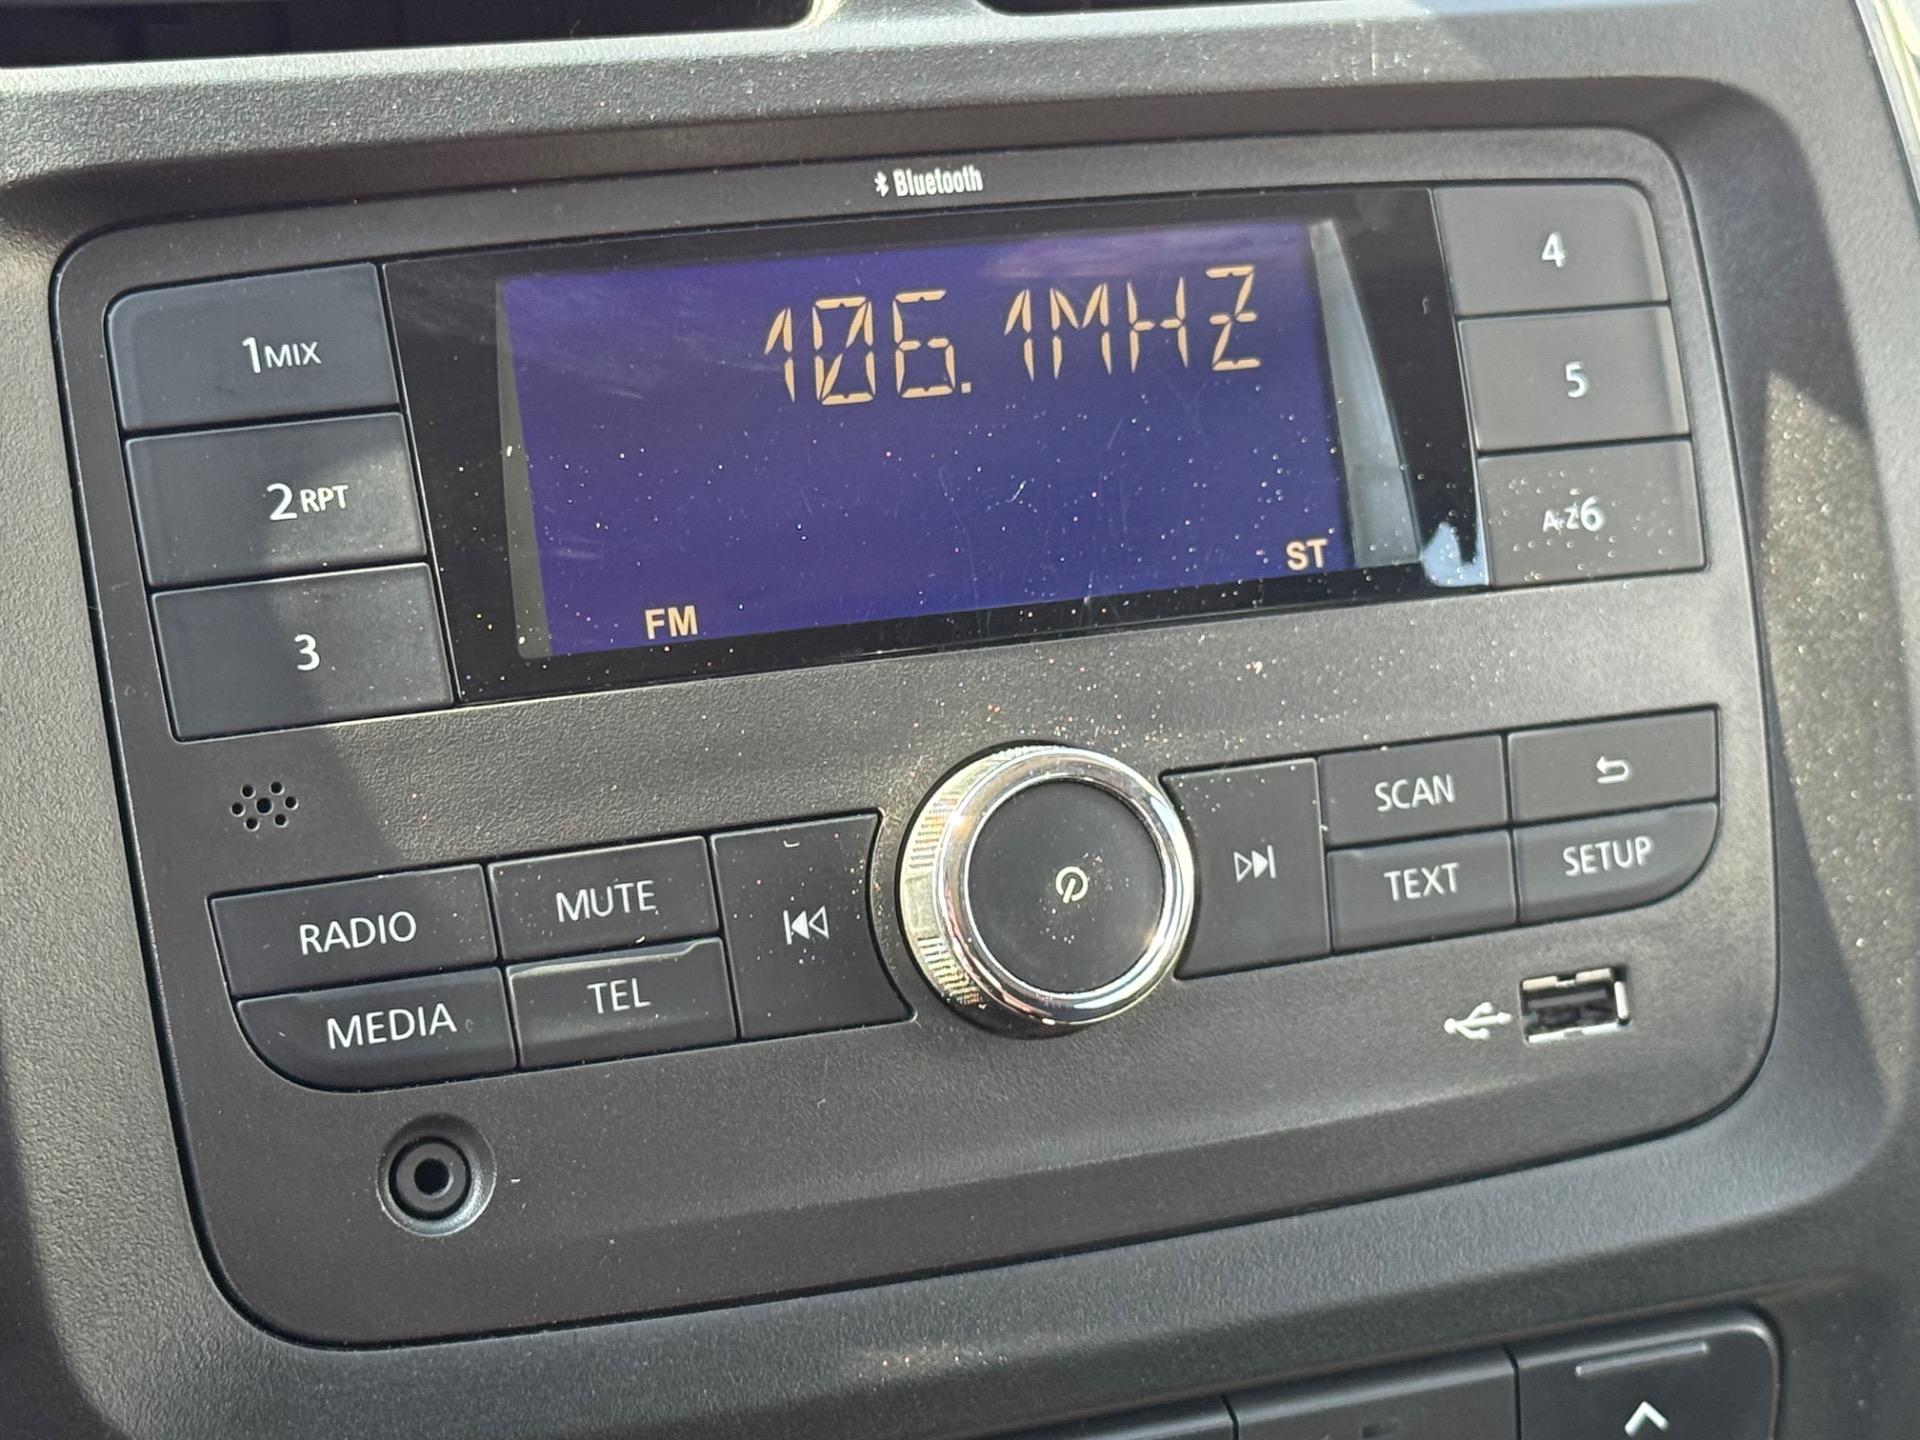 Bluetooth
106.1MHZ
FM
ST
1MIX
2RPT
3
4
5
A-Z6
RADIO
MUTE
MEDIA
TEL
SCAN
TEXT
SETUP